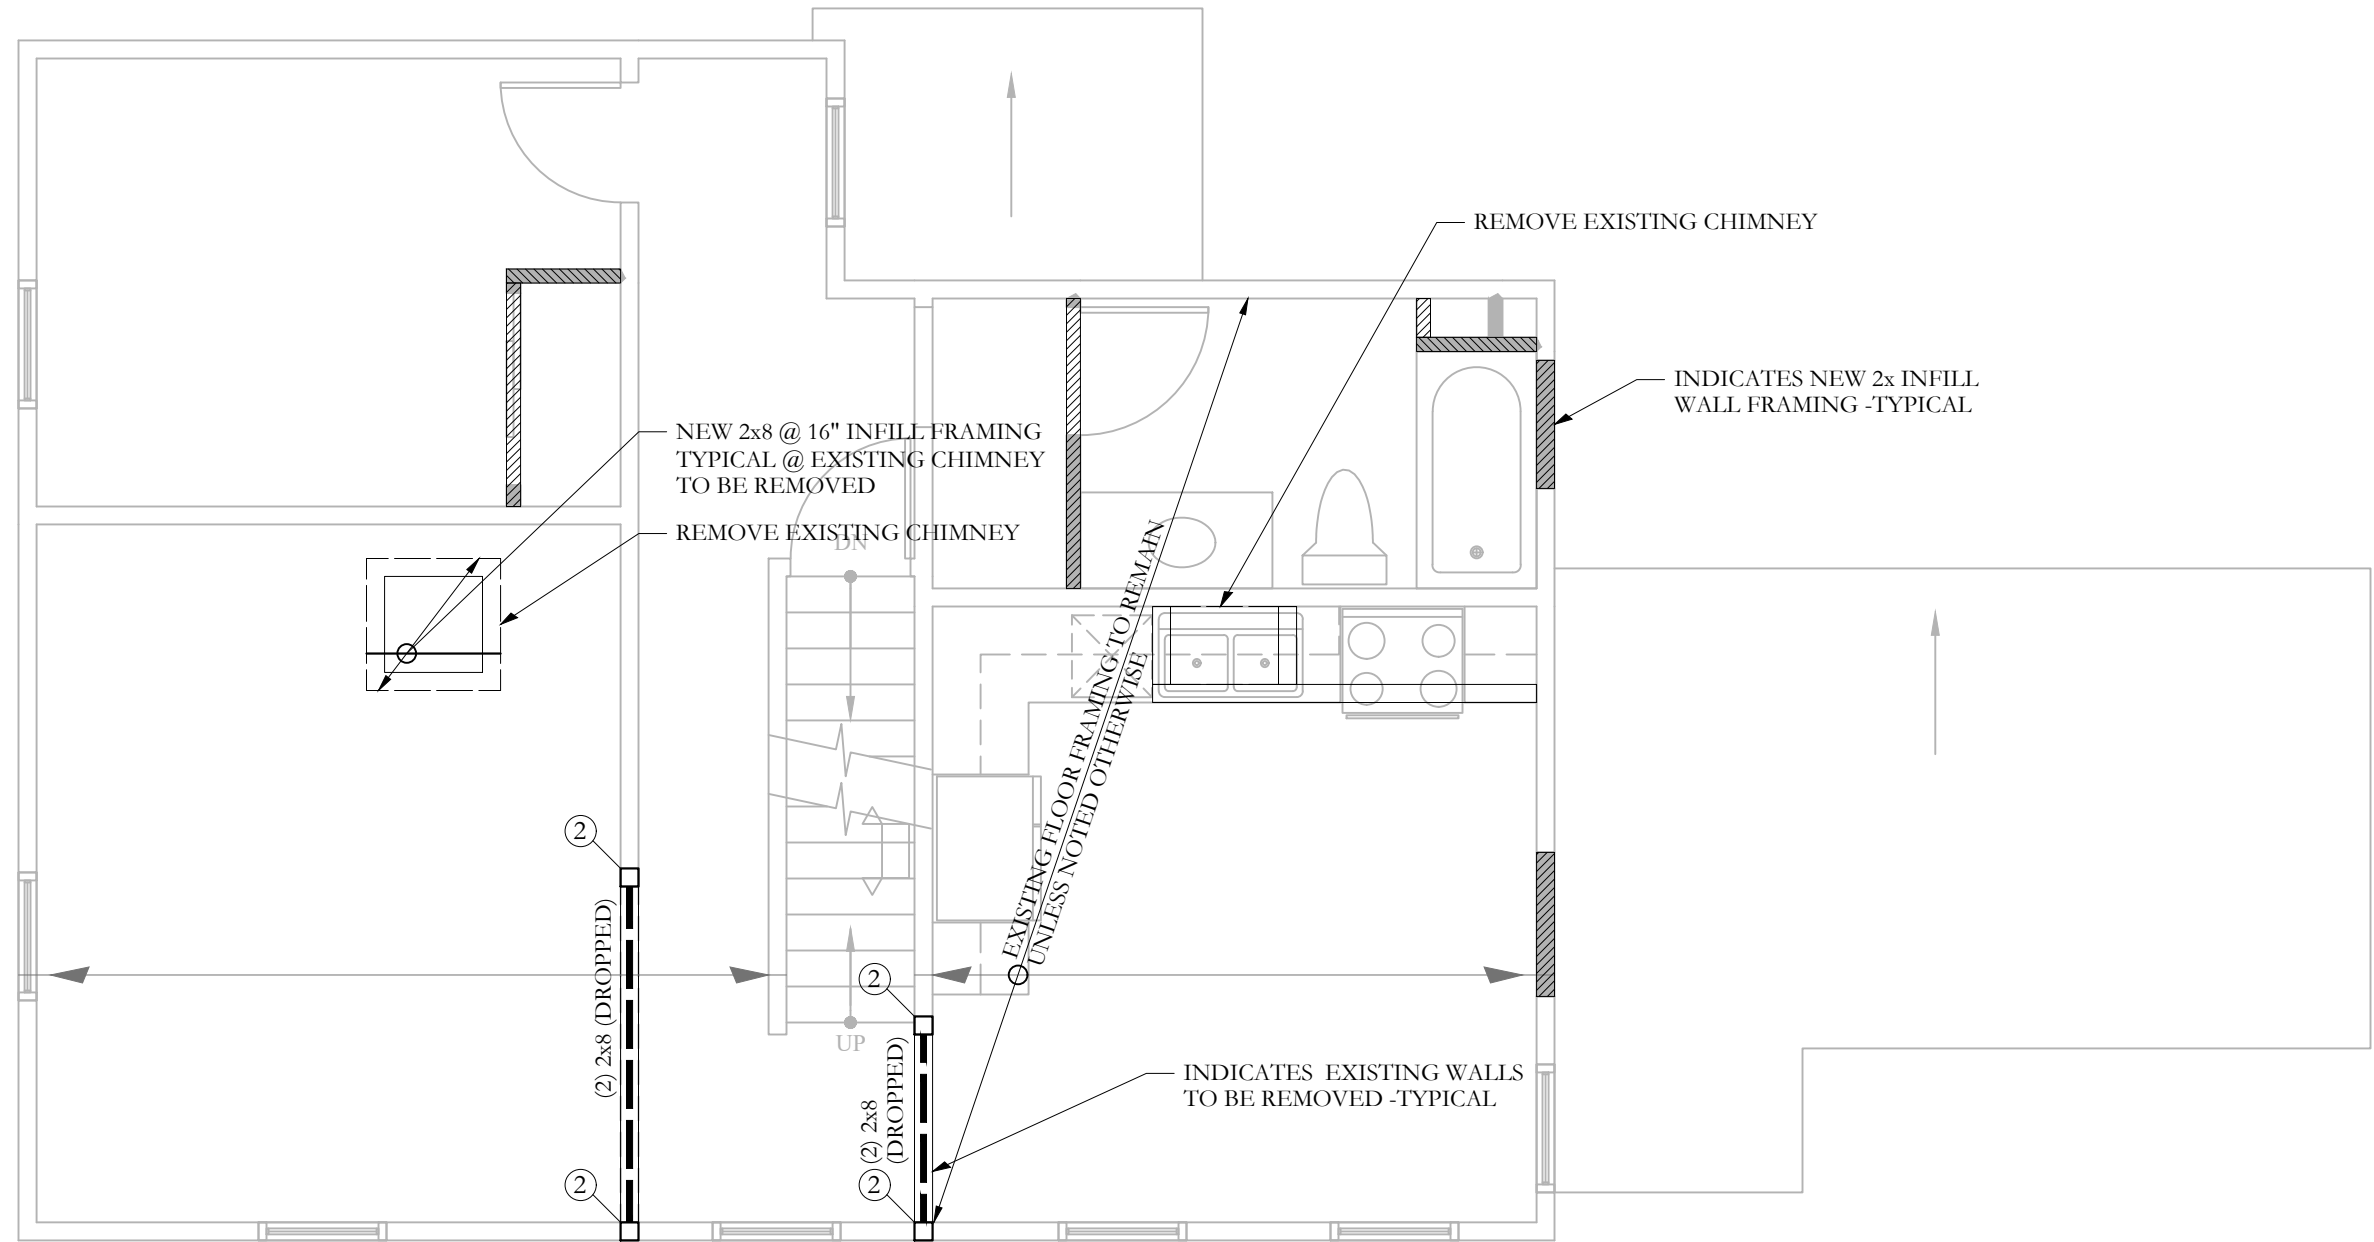 REMOVE EXISTING CHIMNEY
INDICATES NEW 2x INFILL
WALL FRAMING -TYPICAL
NEW 2x8 @ 16" INFILL FRAMING
TYPICAL @ EXISTING CHIMNEY
TO BE REMOVED
REMOVE EXISTING CHIMNEY
DN
EXISTING FLOOR FRAMING TO REMAIN
UNLESS NOTED OTHERWISE
2
(2) 2x8 (DROPPED)
2
2
(2) 2x8
(DROPPED)
2
UP
INDICATES EXISTING WALLS
TO BE REMOVED -TYPICAL